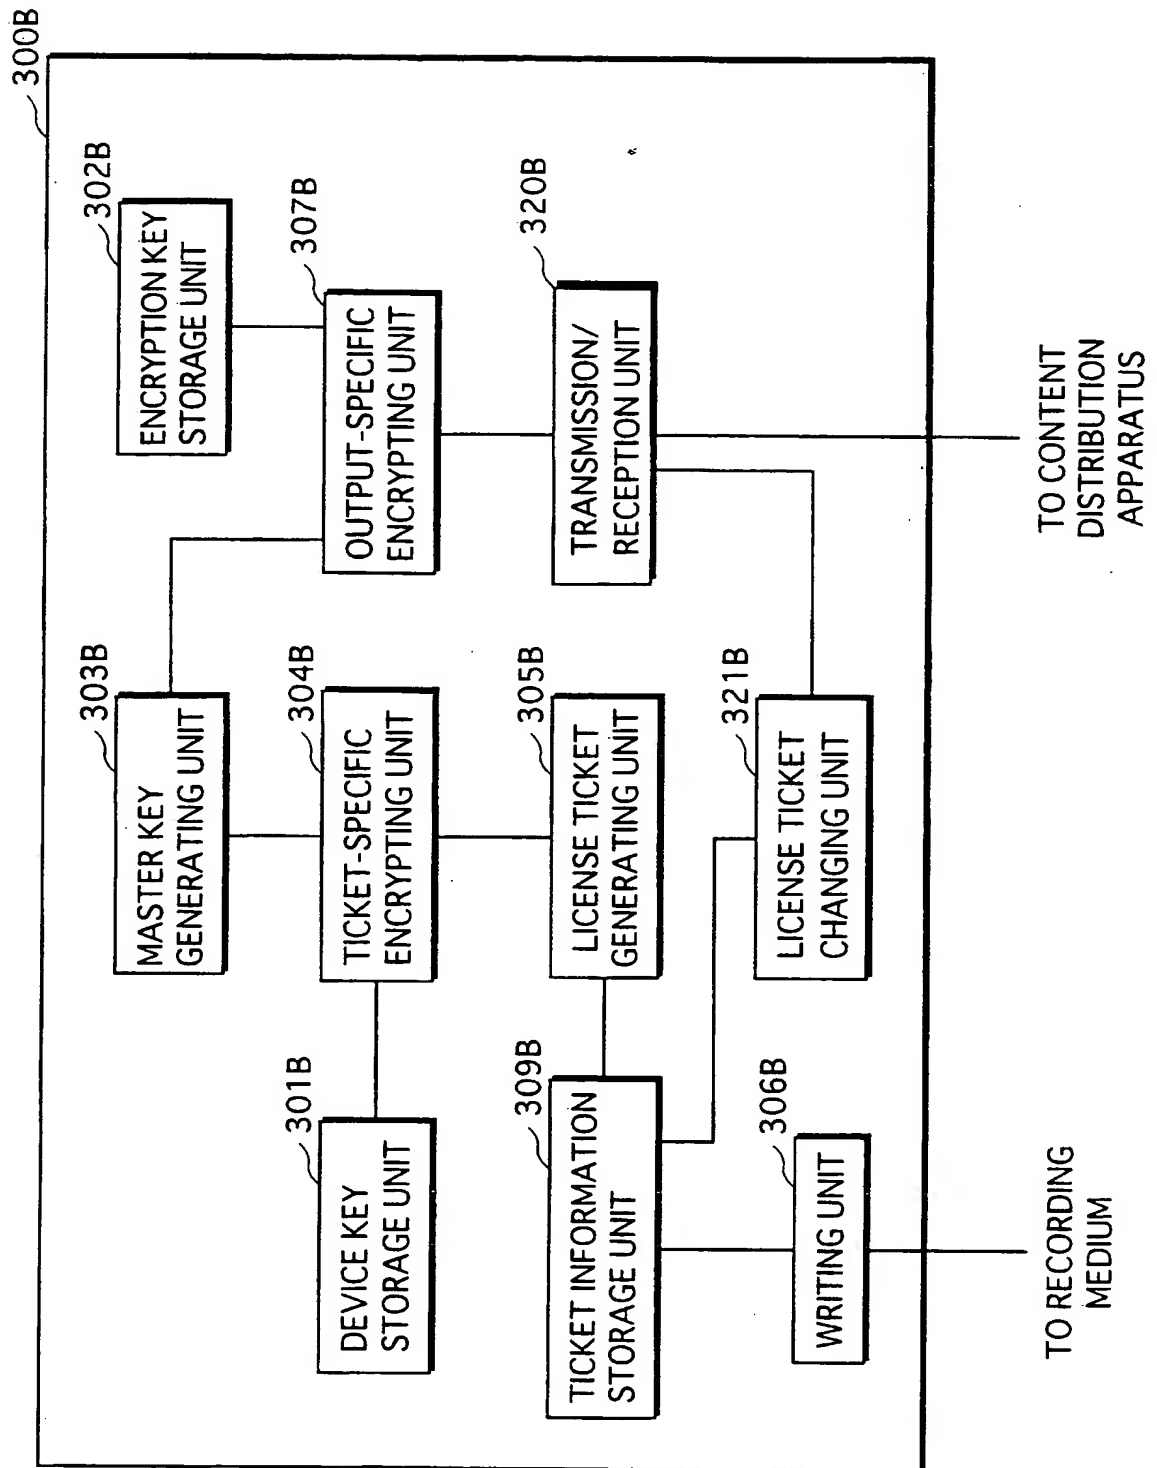 300B
302B
ENCRYPTION KEY
STORAGE UNIT
303B
MASTER KEY
GENERATING UNIT
307B
OUTPUT-SPECIFIC
ENCRYPTING UNIT
304B
TICKET-SPECIFIC
ENCRYPTING UNIT
301B
DEVICE KEY
STORAGE UNIT
320B
TRANSMISSION/
RECEPTION UNIT
305B
LICENSE TICKET
GENERATING UNIT
309B
TICKET INFORMATION
STORAGE UNIT
321B
LICENSE TICKET
CHANGING UNIT
306B
WRITING UNIT
TO CONTENT
DISTRIBUTION
APPARATUS
TO RECORDING
MEDIUM